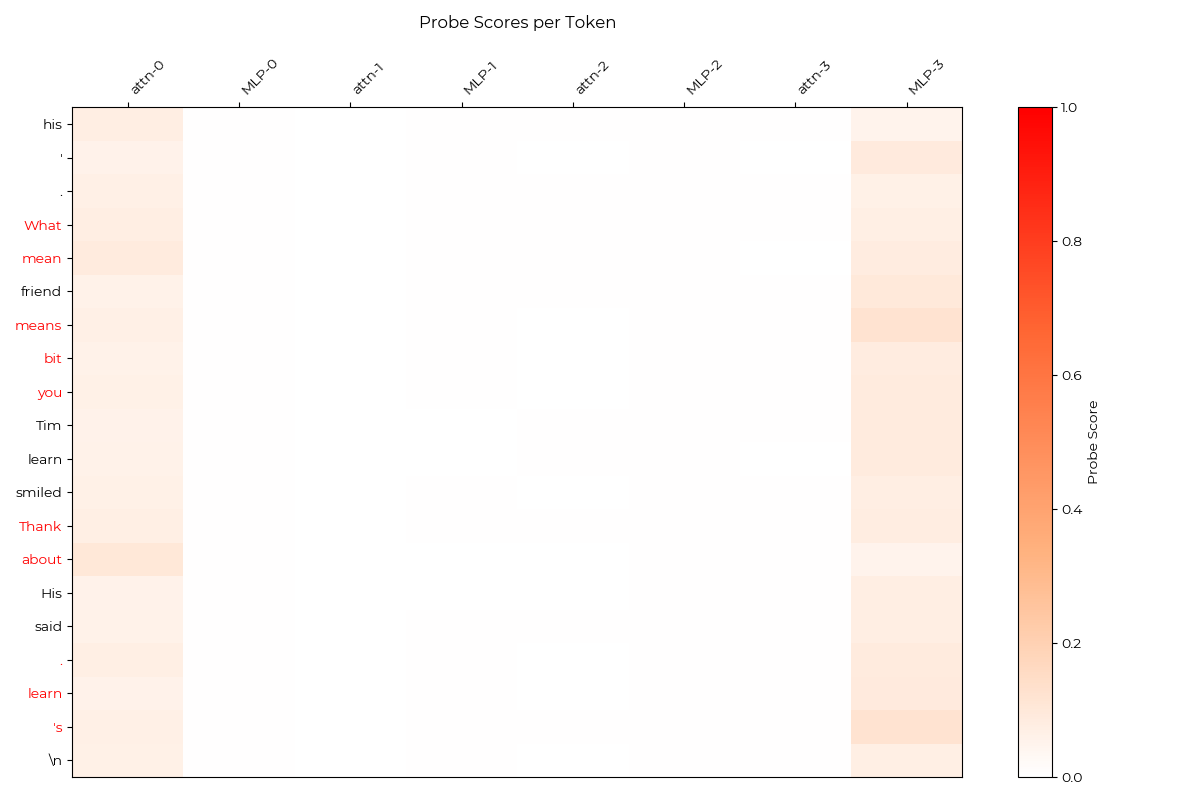 Probe Scores per Token
attn-0 MLP-0 attn-1 MLP-1 attn-2 MLP-2 attn-3 MLP-3
his
'
.
What
mean
friend
means
bit
you
Tim
learn
smiled
Thank
about
His
said
.
learn
's
\n
1.0
0.8
0.6
0.4
0.2
0.0
Probe Score